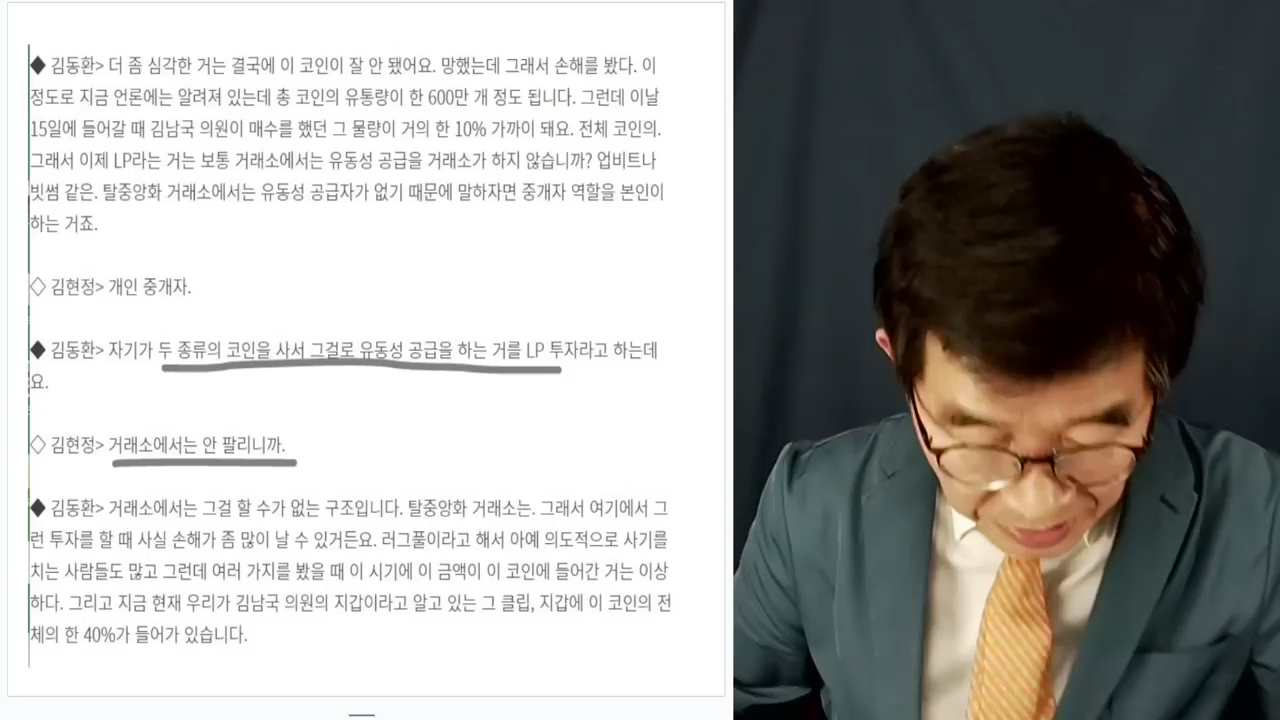 ◆ 김동환> 더 좀 심각한 거는 결국에 이 코인이 잘 안 됐어요. 망했는데 그래서 손해를 봤다. 이
정도로 지금 언론에는 알려져 있는데 총 코인의 유통량이 한 600만 개 정도 됩니다. 그런데 이날
15일에 들어갈 때 김남국 의원이 매수를 했던 그 물량이 거의 한 10% 가까이 돼요. 전체 코인의.
그래서 이제 LP라는 거는 보통 거래소에서는 유동성 공급을 거래소가 하지 않습니까? 업비트나
빗썸 같은. 탈중앙화 거래소에서는 유동성 공급자가 없기 때문에 말하자면 중개자 역할을 본인이
하는 거죠.
◇ 김현정> 개인 중개자.
◆ 김동환> 자기가 두 종류의 코인을 사서 그걸로 유동성 공급을 하는 거를 LP 투자라고 하는데
요.
◇ 김현정> 거래소에서는 안 팔리니까.
◆ 김동환> 거래소에서는 그걸 할 수가 없는 구조입니다. 탈중앙화 거래소는. 그래서 여기에서 그
런 투자를 할 때 사실 손해가 좀 많이 날 수 있거든요. 러그풀이라고 해서 아예 의도적으로 사기를
치는 사람들도 많고 그런데 여러 가지를 봤을 때 이 시기에 이 금액이 이 코인에 들어간 거는 이상
하다. 그리고 지금 현재 우리가 김남국 의원의 지갑이라고 알고 있는 그 클립, 지갑에 이 코인의 전
체의 한 40%가 들어가 있습니다.